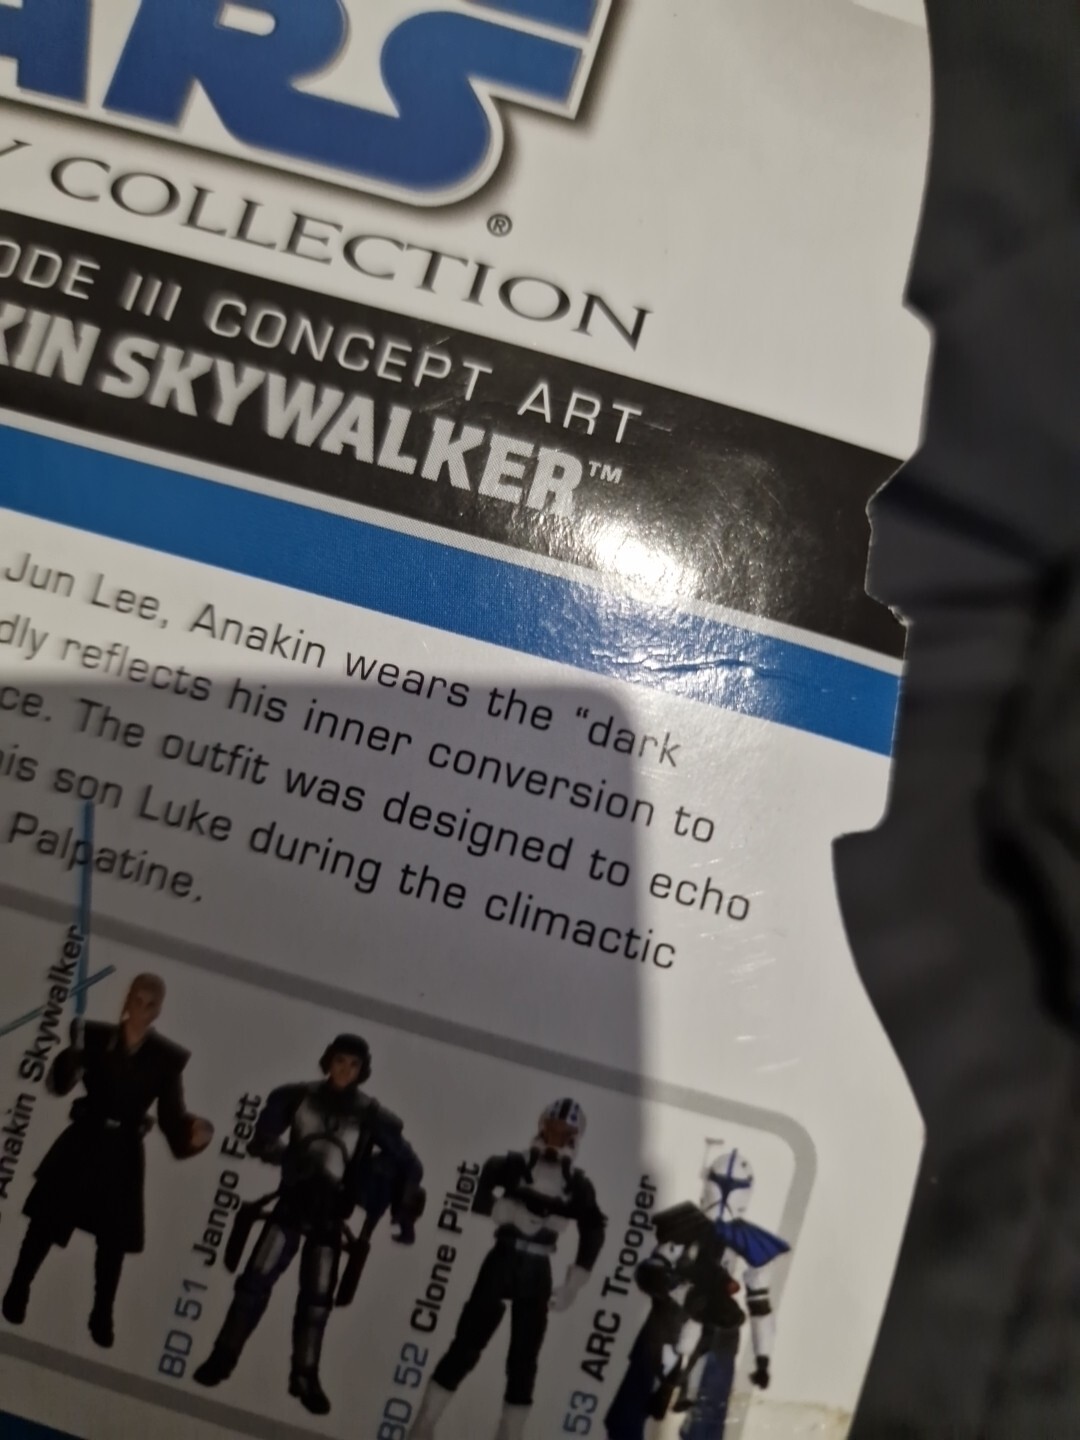 ARS
®
Y COLLECTION
ODE III CONCEPT ART
KIN SKYWALKER™
Jun Lee, Anakin wears the “dark
dly reflects his inner conversion to
ce. The outfit was designed to echo
his son Luke during the climactic
Palpatine,
Anakin Skywalker
BD 51 Jango Fett
BD 52 Clone Pilot
53 ARC Trooper